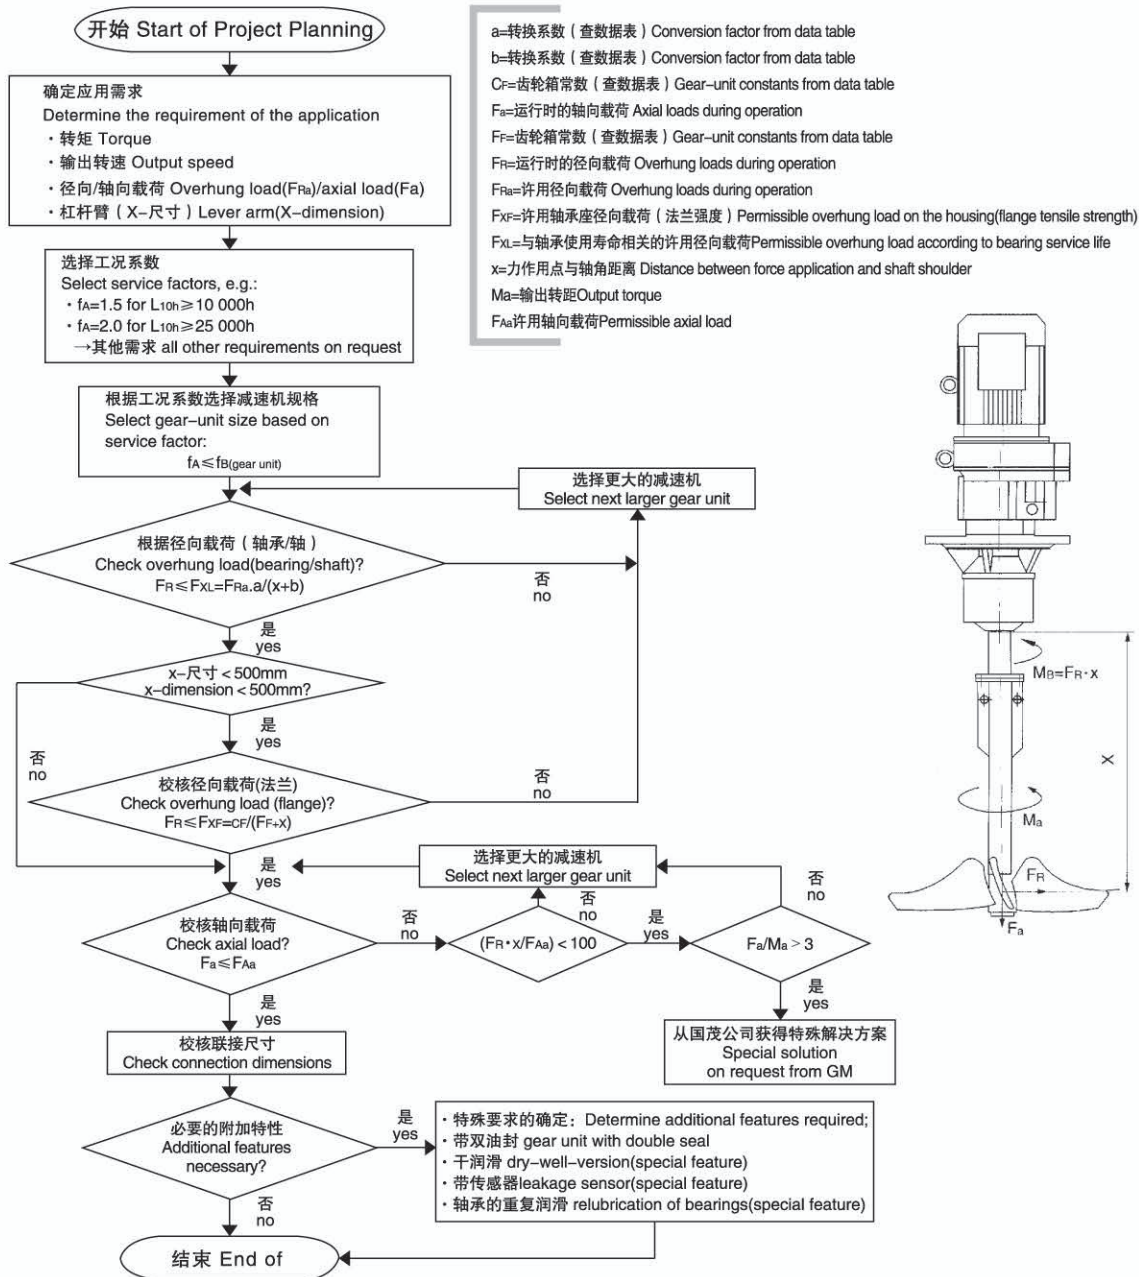 开始 Start of Project Planning
确定应用需求
Determine the requirement of the application
· 转矩 Torque
· 输出转速 Output speed
· 径向/轴向载荷 Overhung load(FRa)/axial load(Fa)
· 杠杆臂（X-尺寸）Lever arm(X-dimension)
选择工况系数
Select service factors, e.g.:
· fA=1.5 for L10h≥10 000h
· fA=2.0 for L10h≥25 000h
→其他需求 all other requirements on request
根据工况系数选择减速机规格
Select gear-unit size based on
service factor:
fA≤fB(gear unit)
选择更大的减速机
Select next larger gear unit
根据径向载荷（轴承/轴）
Check overhung load(bearing/shaft)?
FR≤FXL=FRa.a/(x+b)
否
no
是
yes
x-尺寸<500mm
x-dimension<500mm?
否
no
是
yes
校核径向载荷(法兰)
Check overhung load (flange)?
FR≤FXF=CF/(FF+X)
否
no
是
yes
选择更大的减速机
Select next larger gear unit
校核轴向载荷
Check axial load?
Fa≤FAa
否
no
(FR·x/FAa)<100
否
no
是
yes
Fa/Ma>3
否
no
是
yes
从国茂公司获得特殊解决方案
Special solution
on request from GM
是
yes
校核联接尺寸
Check connection dimensions
必要的附加特性
Additional features
necessary?
是
yes
· 特殊要求的确定：Determine additional features required;
· 带双油封 gear unit with double seal
· 干润滑 dry-well-version(special feature)
· 带传感器leakage sensor(special feature)
· 轴承的重复润滑 relubrication of bearings(special feature)
否
no
结束 End of
a=转换系数（查数据表）Conversion factor from data table
b=转换系数（查数据表）Conversion factor from data table
CF=齿轮箱常数（查数据表）Gear-unit constants from data table
Fa=运行时的轴向载荷 Axial loads during operation
FF=齿轮箱常数（查数据表）Gear-unit constants from data table
FR=运行时的径向载荷 Overhung loads during operation
FRa=许用径向载荷 Overhung loads during operation
FXF=许用轴承座径向载荷（法兰强度）Permissible overhung load on the housing(flange tensile strength)
FXL=与轴承使用寿命相关的许用径向载荷Permissible overhung load according to bearing service life
x=力作用点与轴角距离 Distance between force application and shaft shoulder
Ma=输出转距Output torque
FAa许用轴向载荷Permissible axial load
MB=FR·x
X
Ma
FR
Fa